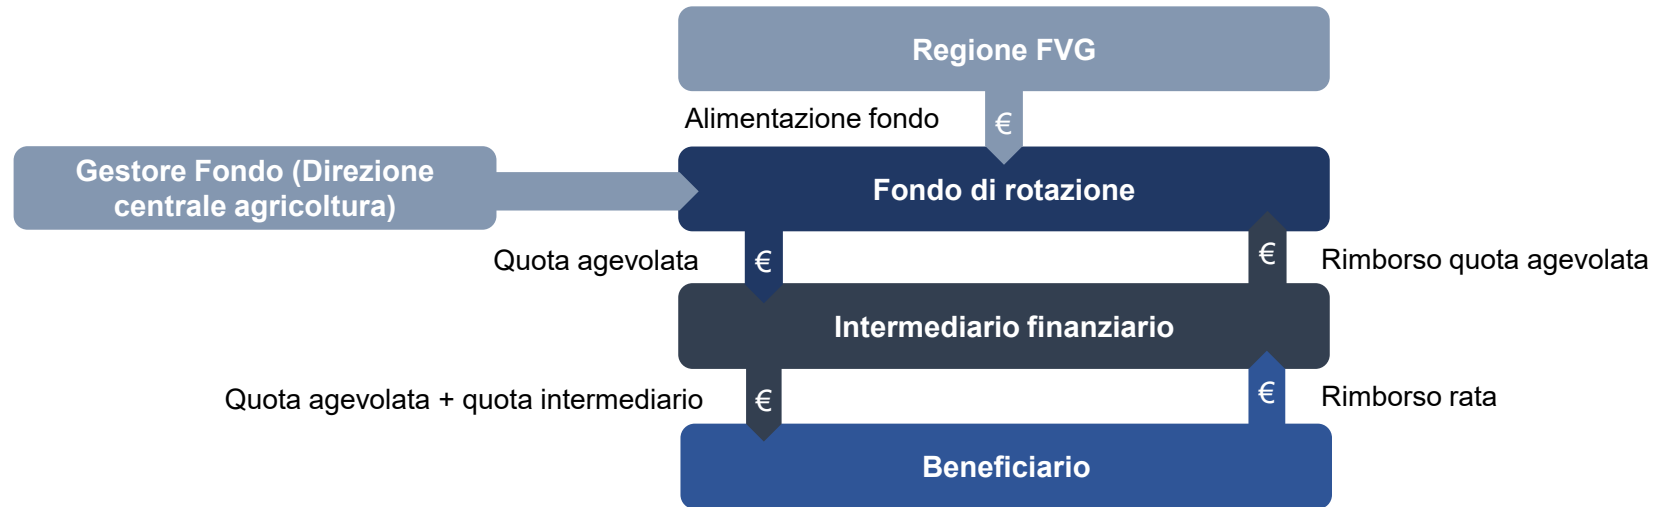 Regione FVG
Alimentazione fondo
€
Gestore Fondo (Direzione
centrale agricoltura)
Fondo di rotazione
Quota agevolata
€
€
Rimborso quota agevolata
Intermediario finanziario
Quota agevolata + quota intermediario
€
€
Rimborso rata
Beneficiario